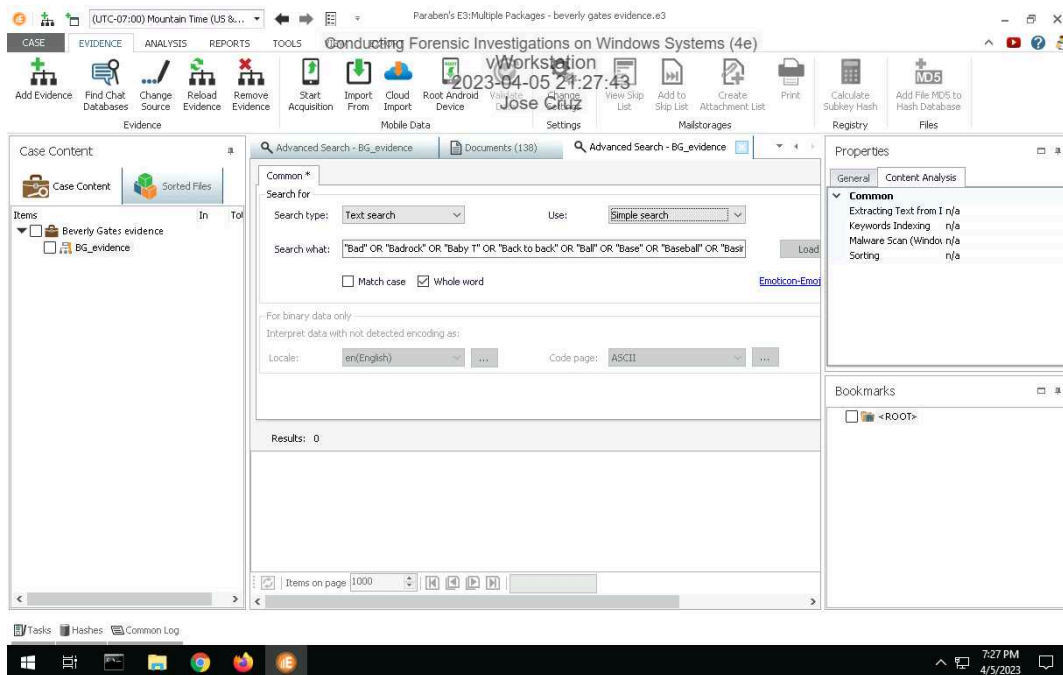 (UTC-07:00) Mountain Time (US &...
Paraben's E3:Multiple Packages - beverly gates evidence.e3
CASE EVIDENCE ANALYSIS REPORTS TOOLS
Conducting Forensic Investigations on Windows Systems (4e)
vWorkstation
2023-04-05 21:27:43
Jose Cruz
Add Evidence
Find Chat Databases
Change Source
Reload Evidence
Remove Evidence
Start Acquisition
Import From
Cloud Import
Root Android Device
Change Settings
View Skip List
Add to Skip List
Create Attachment List
Print
Calculate Subkey Hash
MD5
Add File MD5 to Hash Database
Evidence
Mobile Data
Settings
Mailstorages
Registry
Files
Case Content
Case Content
Sorted Files
Items In Tol
Beverly Gates evidence
BG_evidence
Advanced Search - BG_evidence
Documents (138)
Advanced Search - BG_evidence
Common *
Search for
Search type: Text search
Use: Simple search
Search what: "Bad" OR "Badrock" OR "Baby T" OR "Back to back" OR "Ball" OR "Base" OR "Baseball" OR "Basir
Load
Match case
Whole word
Emoticon-Emoj
For binary data only
Interpret data with not detected encoding as:
Locale: en(English) ...
Code page: ASCII ...
Results: 0
Items on page 1000
Properties
General
Content Analysis
Common
Extracting Text from I n/a
Keywords Indexing n/a
Malware Scan (Windov n/a
Sorting n/a
Bookmarks
<ROOT>
Tasks
Hashes
Common Log
7:27 PM
4/5/2023